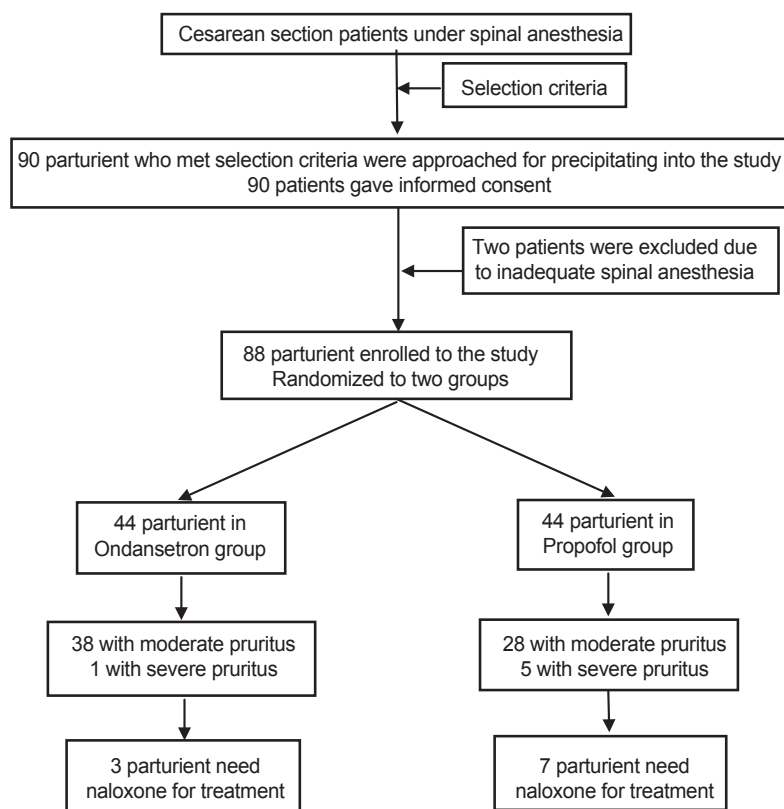 Cesarean section patients under spinal anesthesia
Selection criteria
90 parturient who met selection criteria were approached for precipitating into the study
90 patients gave informed consent
Two patients were excluded due
to inadequate spinal anesthesia
88 parturient enrolled to the study
Randomized to two groups
44 parturient in
Ondansetron group
44 parturient in
Propofol group
38 with moderate pruritus
1 with severe pruritus
28 with moderate pruritus
5 with severe pruritus
3 parturient need
naloxone for treatment
7 parturient need
naloxone for treatment